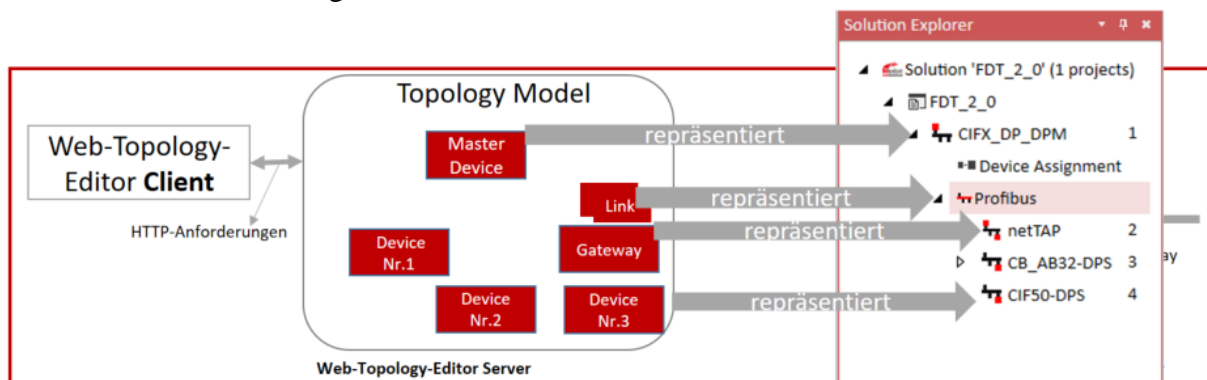 Solution Explorer
Solution 'FDT_2_0' (1 projects)
FDT_2_0
CIFX_DP_DPM 1
Device Assignment
Profibus
netTAP 2
CB_AB32-DPS 3
CIF50-DPS 4
Topology Model
Web-Topology-
Editor Client
HTTP-Anforderungen
Master
Device
Link
Gateway
Device
Nr.1
Device
Nr.2
Device
Nr.3
repräsentiert
repräsentiert
repräsentiert
repräsentiert
ay
Web-Topology-Editor Server